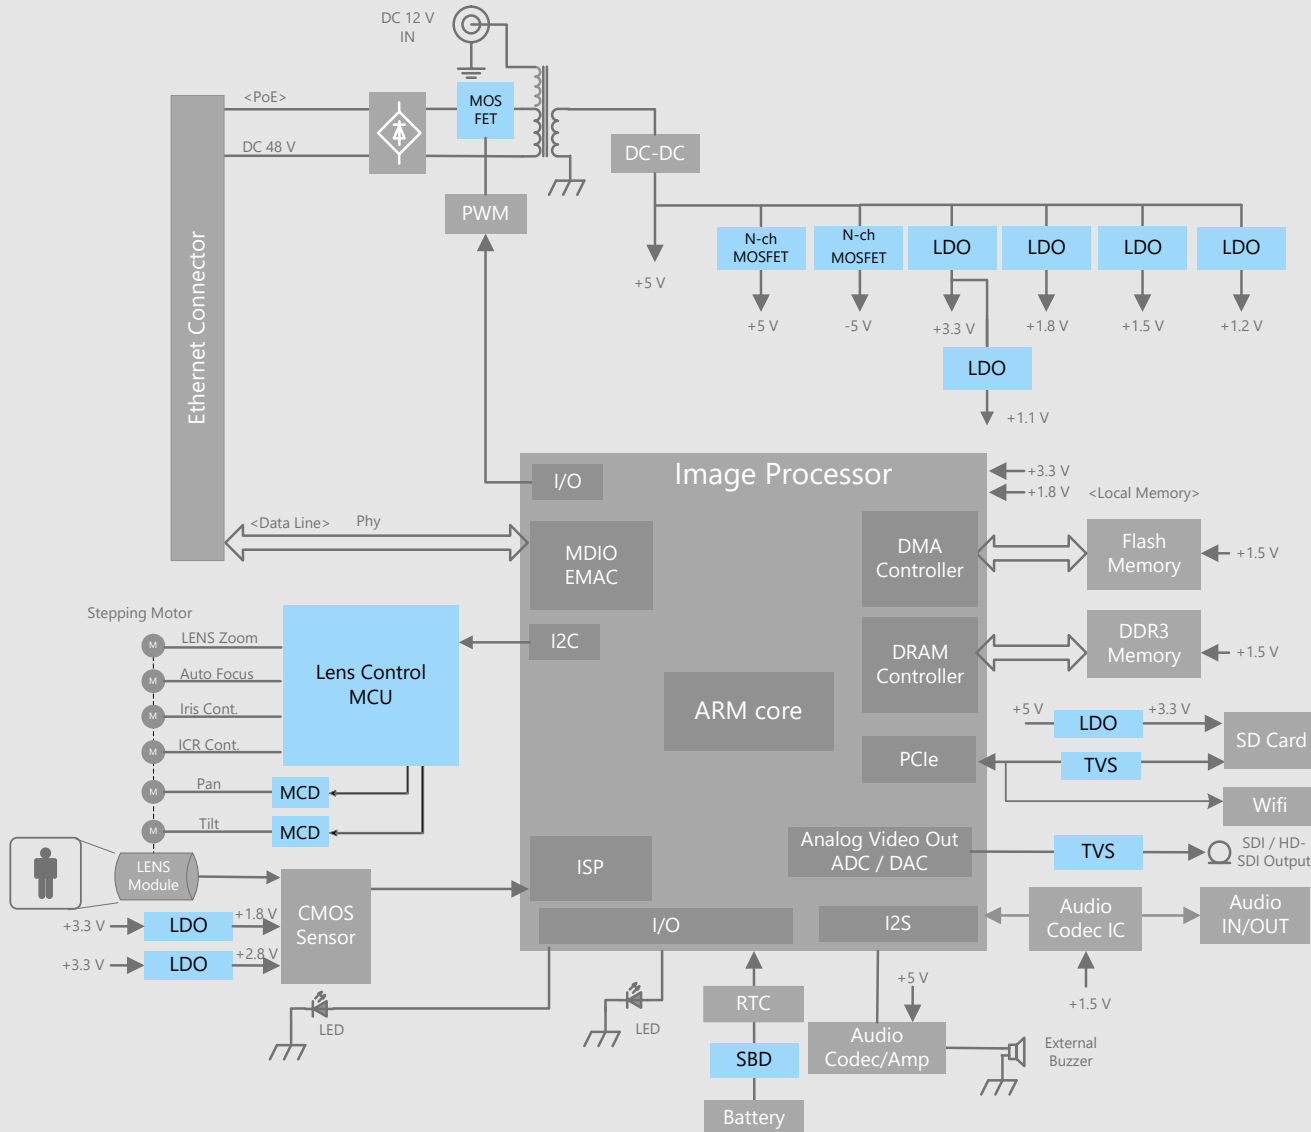 DC 12 V
IN
<PoE>
DC 48 V
MOS
FET
PWM
DC-DC
+5 V
N-ch
MOSFET
N-ch
MOSFET
LDO
LDO
LDO
LDO
+5 V
-5 V
+3.3 V
+1.8 V
+1.5 V
+1.2 V
LDO
+1.1 V
Ethernet Connector
Image Processor
I/O
+3.3 V
+1.8 V
<Local Memory>
<Data Line>
Phy
MDIO
EMAC
DMA
Controller
Flash
Memory
+1.5 V
Stepping Motor
M
LENS Zoom
M
Auto Focus
M
Iris Cont.
M
ICR Cont.
M
Pan
M
Tilt
Lens Control
MCU
MCD
MCD
I2C
DRAM
Controller
DDR3
Memory
+1.5 V
ARM core
+5 V
LDO
+3.3 V
SD Card
PCIe
TVS
Wifi
Analog Video Out
ADC / DAC
TVS
SDI / HD-
SDI Output
LENS
Module
ISP
CMOS
Sensor
+3.3 V
LDO
+1.8 V
+3.3 V
LDO
+2.8 V
I/O
I2S
Audio
Codec IC
Audio
IN/OUT
+1.5 V
LED
LED
RTC
SBD
Battery
+5 V
Audio
Codec/Amp
External
Buzzer